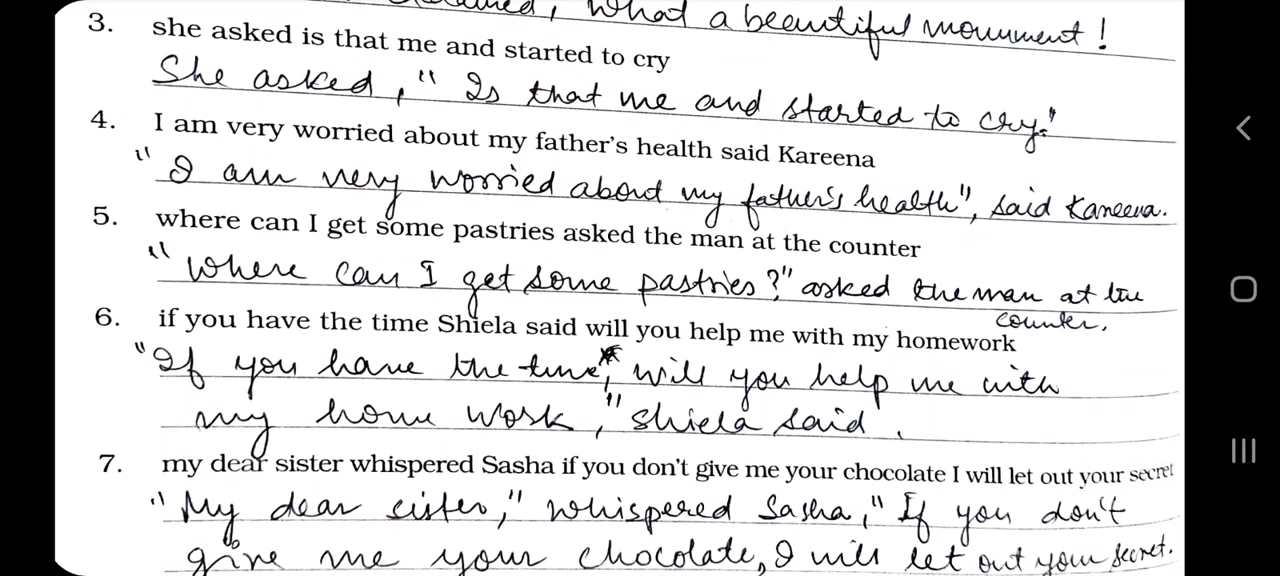 , What a beautiful monument!
3. she asked is that me and started to cry
She asked, "Is that me and started to cry."
4. I am very worried about my father's health said Kareena
"I am very worried about my father's health", said Kareena.
5. where can I get some pastries asked the man at the counter
"Where can I get some pastries?" asked the man at the
counter.
6. if you have the time Shiela said will you help me with my homework
"If you have the time, will you help me with
my home work," Shiela said.
7. my dear sister whispered Sasha if you don't give me your chocolate I will let out your secret
"My dear sister," whispered Sasha, "If you don't
give me your chocolate, I will let out your secret.